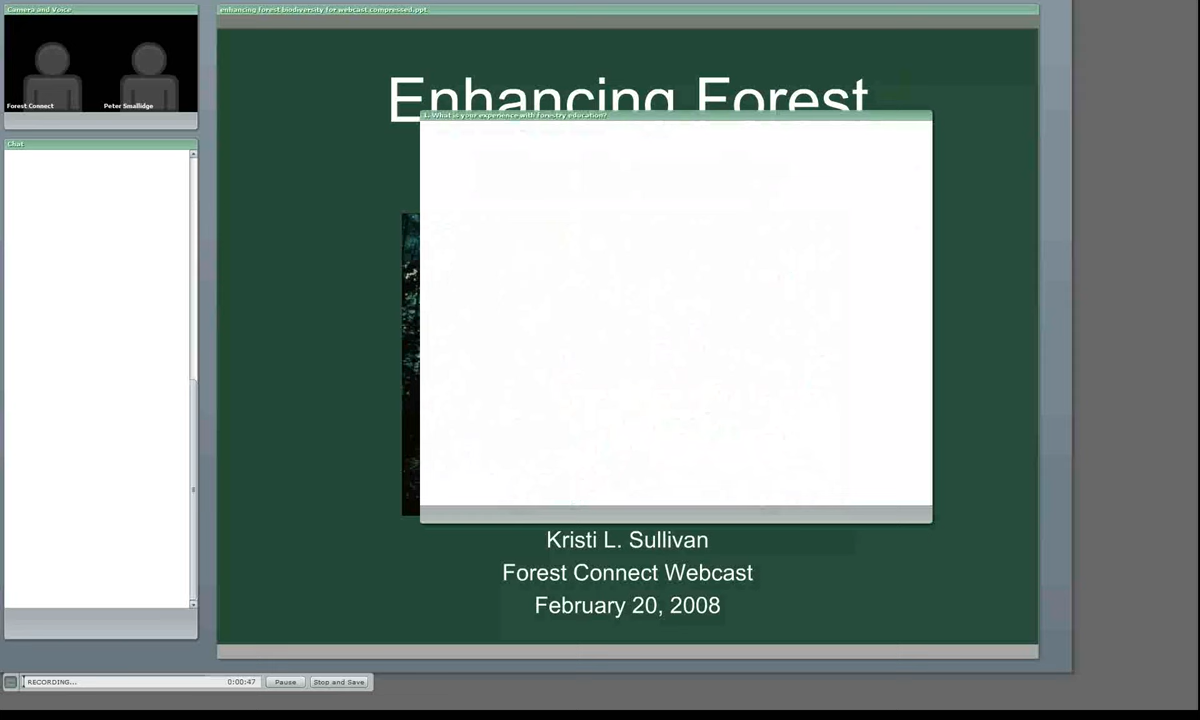 Camera and Voice
Forest Connect
Peter Smallidge
Chat
enhancing forest biodiversity for webcast compressed.ppt
Enhancing Forest
1. What is your experience with forestry education?
Kristi L. Sullivan
Forest Connect Webcast
February 20, 2008
RECORDING...
0:00:47
Pause
Stop and Save